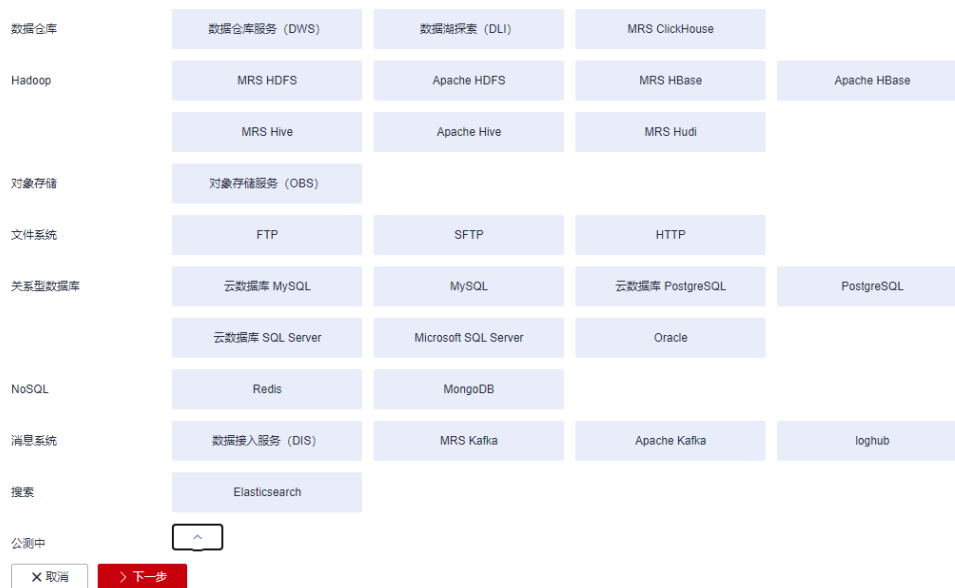 数据仓库 数据仓库服务（DWS） 数据湖探索（DLI） MRS ClickHouse
Hadoop MRS HDFS Apache HDFS MRS HBase Apache HBase
MRS Hive Apache Hive MRS Hudi
对象存储 对象存储服务（OBS）
文件系统 FTP SFTP HTTP
关系型数据库 云数据库 MySQL MySQL 云数据库 PostgreSQL PostgreSQL
云数据库 SQL Server Microsoft SQL Server Oracle
NoSQL Redis MongoDB
消息系统 数据接入服务（DIS） MRS Kafka Apache Kafka loghub
搜索 Elasticsearch
公测中
取消 下一步